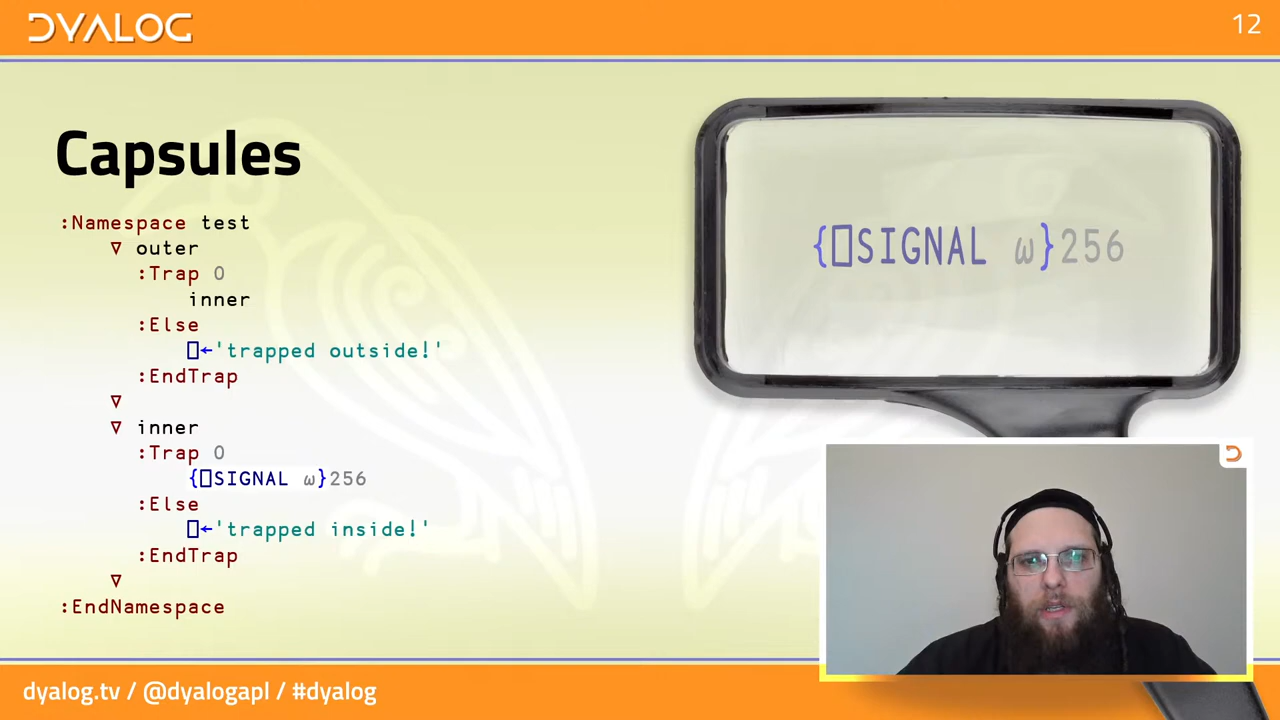 DYALOG
12
Capsules
:Namespace test
∇ outer
:Trap 0
inner
:Else
⎕←'trapped outside!'
:EndTrap
∇
∇ inner
:Trap 0
{⎕SIGNAL ⍵}256
:Else
⎕←'trapped inside!'
:EndTrap
∇
:EndNamespace
{⎕SIGNAL ⍵}256
dyalog.tv / @dyalogapl / #dyalog